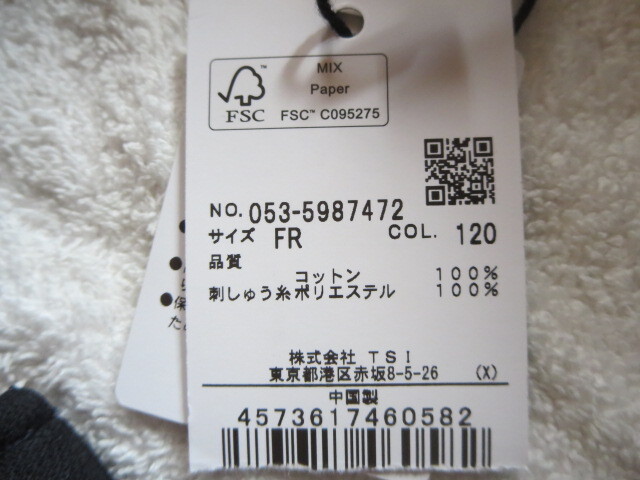 MIX
Paper
FSC
FSC™ C095275
NO. 053-5987472
サイズ FR COL. 120
品質
コットン 100%
刺しゅう糸ポリエステル 100%
株式会社 TSI
東京都港区赤坂8-5-26 (X)
中国製
4573617460582